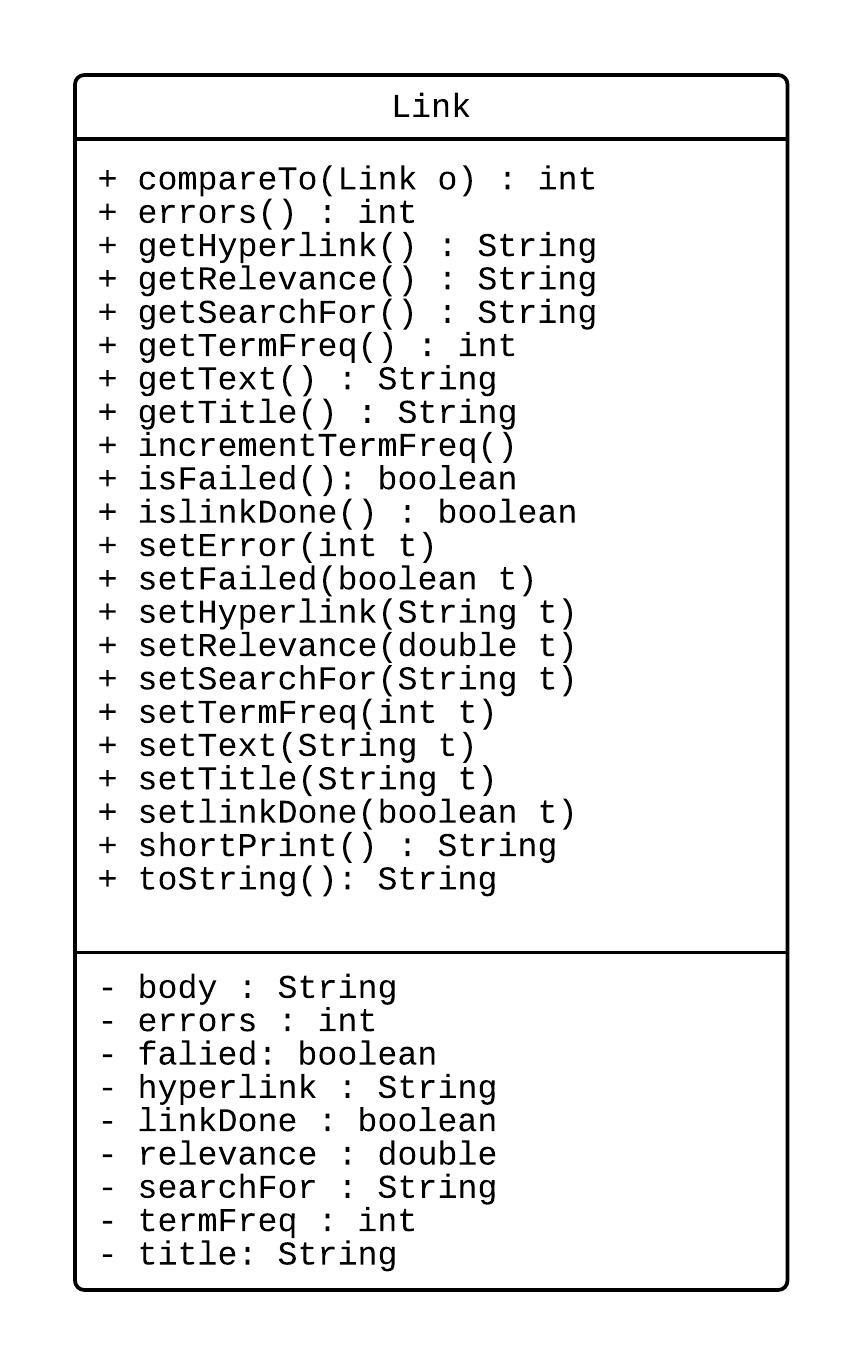 Link
+ compareTo(Link o) : int
+ errors() : int
+ getHyperlink() : String
+ getRelevance() : String
+ getSearchFor() : String
+ getTermFreq() : int
+ getText() : String
+ getTitle() : String
+ incrementTermFreq()
+ isFailed(): boolean
+ islinkDone() : boolean
+ setError(int t)
+ setFailed(boolean t)
+ setHyperlink(String t)
+ setRelevance(double t)
+ setSearchFor(String t)
+ setTermFreq(int t)
+ setText(String t)
+ setTitle(String t)
+ setlinkDone(boolean t)
+ shortPrint() : String
+ toString(): String
- body : String
- errors : int
- falied: boolean
- hyperlink : String
- linkDone : boolean
- relevance : double
- searchFor : String
- termFreq : int
- title: String